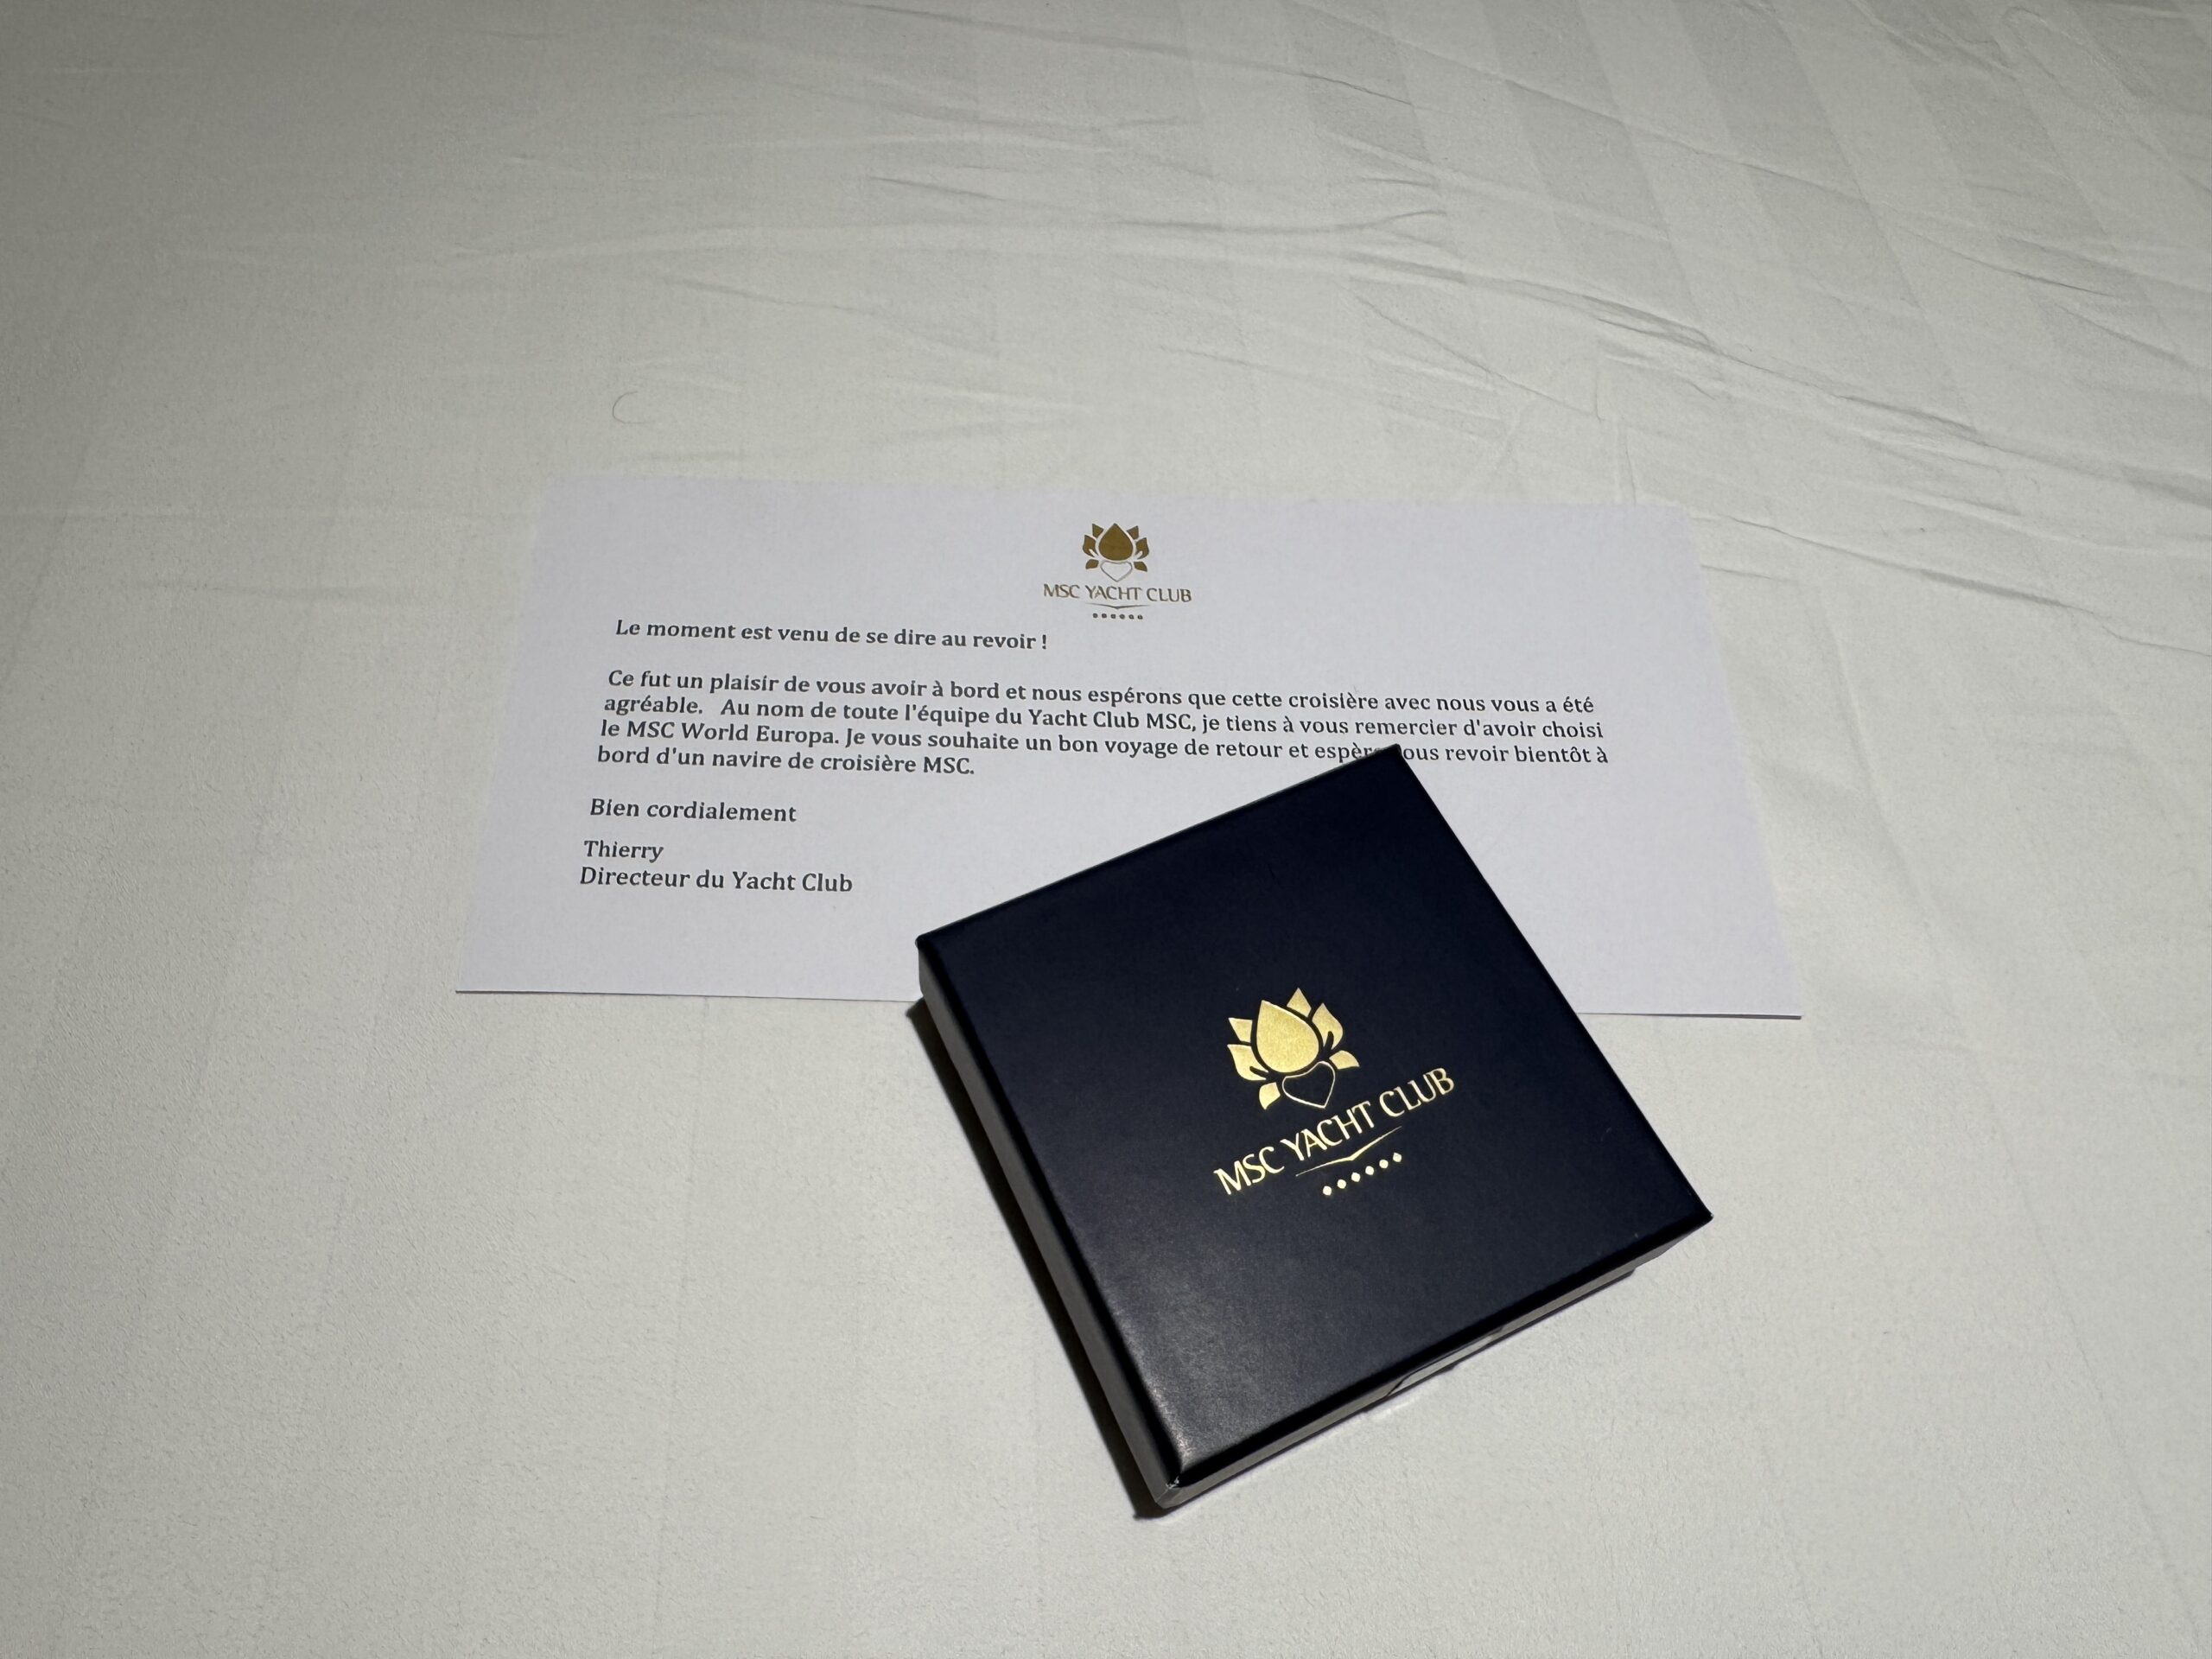 MSC YACHT CLUB
Le moment est venu de se dire au revoir !
Ce fut un plaisir de vous avoir à bord et nous espérons que cette croisière avec nous vous a été
agréable. Au nom de toute l'équipe du Yacht Club MSC, je tiens à vous remercier d'avoir choisi
le MSC World Europa. Je vous souhaite un bon voyage de retour et revoir bientôt à
bord d'un navire de croisière MSC.
Bien cordialement
Thierry
Directeur du Yacht Club
MSC YACHT CLUB